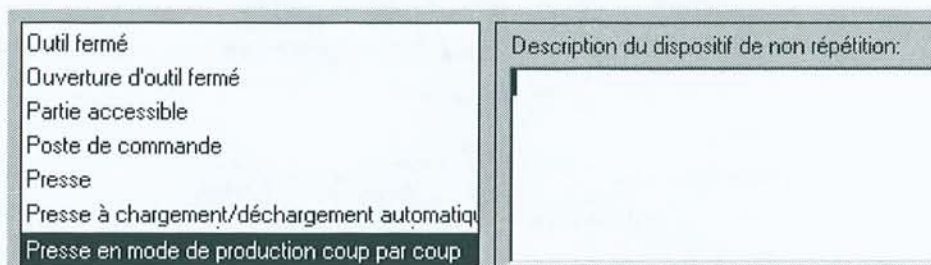 Outil fermé
Ouverture d'outil fermé
Partie accessible
Poste de commande
Presse
Presse à chargement/déchargement automatiqu
Presse en mode de production coup par coup
Description du dispositif de non répétition: